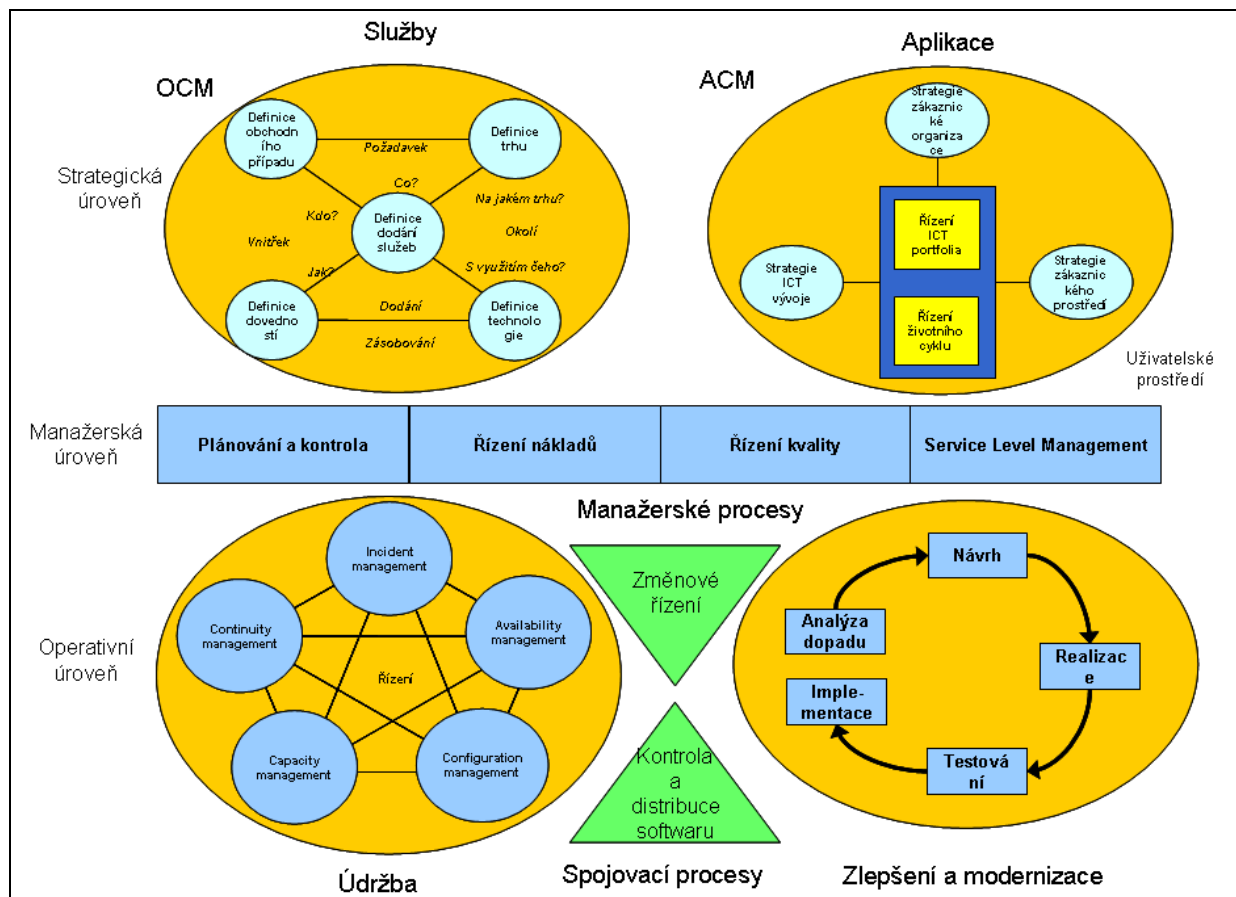 Služby
Aplikace
OCM
ACM
Strategická
úroveň
Definice
obchodn
ího
případu
Definice
trhu
Požadavek
Co?
Na jakém trhu?
Kdo?
Definice
dodání
služeb
Okolí
Vnitřek
Jak?
S využitím čeho?
Definice
dovedno
stí
Dodání
Zásobování
Definice
technolo
gie
Strategie
zákaznic
ké
organiza
ce
Řízení
ICT
portfolia
Strategie
ICT
vývoje
Strategie
zákaznic
kého
prostředí
Řízení
životního
cyklu
Uživatelské
prostředí
Manažerská
úroveň
Plánování a kontrola
Řízení nákladů
Řízení kvality
Service Level Management
Manažerské procesy
Operativní
úroveň
Incident
management
Continuity
management
Availability
management
Řízení
Capacity
management
Configuration
management
Změnové
řízení
Kontrola
a
distribuce
softwaru
Návrh
Analýza
dopadu
Realizac
e
Imple-
mentace
Testová
ní
Údržba
Spojovací procesy
Zlepšení a modernizace